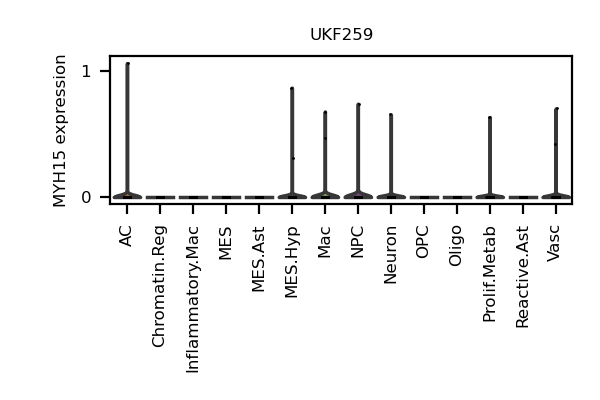 UKF259
MYH15 expression
1
0
AC
Chromatin.Reg
Inflammatory.Mac
MES
MES.Ast
MES.Hyp
Mac
NPC
Neuron
OPC
Oligo
Prolif.Metab
Reactive.Ast
Vasc